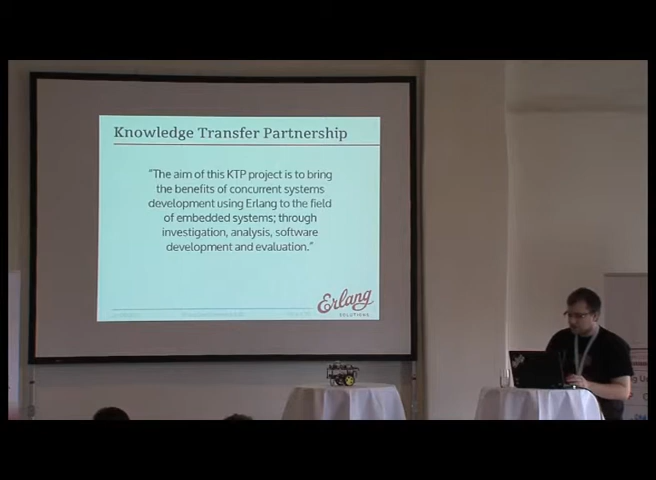 Knowledge Transfer Partnership
"The aim of this KTP project is to bring
the benefits of concurrent systems
development using Erlang to the field
of embedded systems; through
investigation, analysis, software
development and evaluation."
Erlang
SOLUTIONS